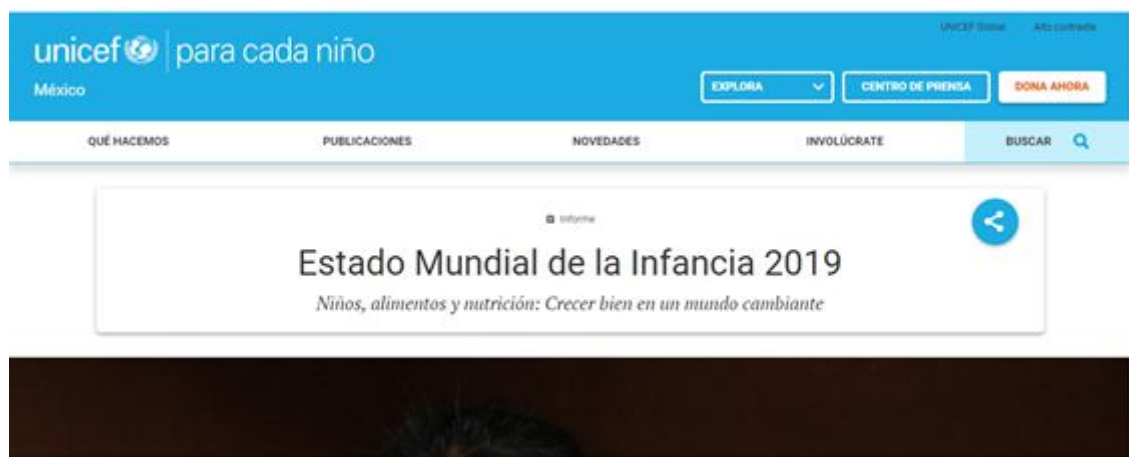 UNICEF Global Alto contraste
unicef para cada niño
México
EXPLORA CENTRO DE PRENSA DONA AHORA
QUÉ HACEMOS PUBLICACIONES NOVEDADES INVOLÚCRATE BUSCAR
Informe
Estado Mundial de la Infancia 2019
Niños, alimentos y nutrición: Crecer bien en un mundo cambiante